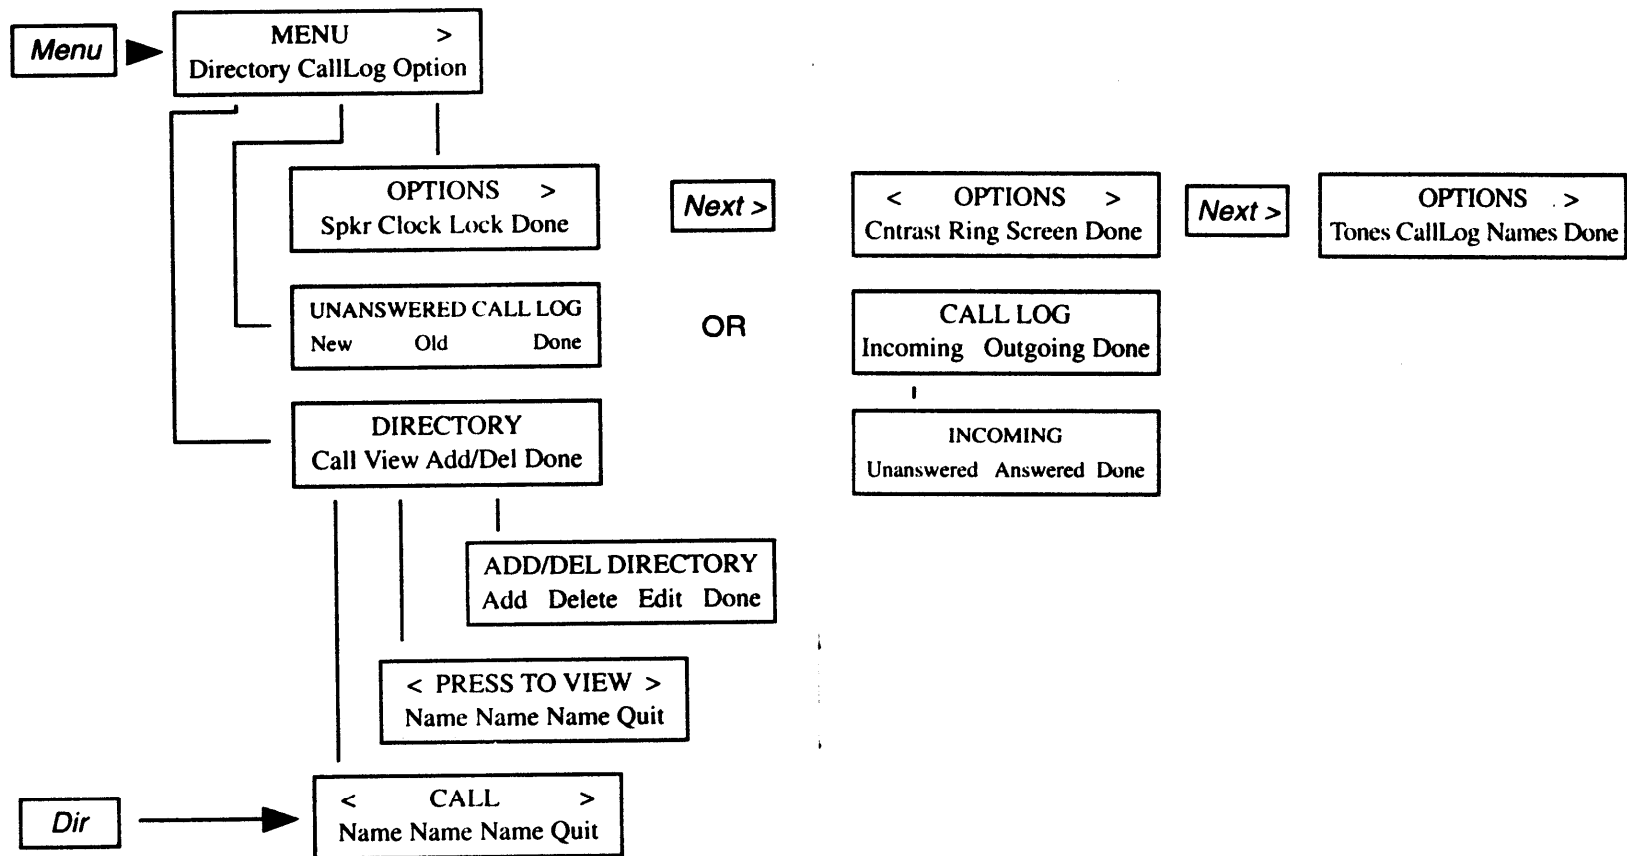 Menu
MENU >
Directory CallLog Option
OPTIONS >
Spkr Clock Lock Done
Next >
< OPTIONS >
Cntrast Ring Screen Done
Next >
OPTIONS >
Tones CallLog Names Done
UNANSWERED CALL LOG
New Old Done
OR
CALL LOG
Incoming Outgoing Done
DIRECTORY
Call View Add/Del Done
INCOMING
Unanswered Answered Done
ADD/DEL DIRECTORY
Add Delete Edit Done
< PRESS TO VIEW >
Name Name Name Quit
Dir
< CALL >
Name Name Name Quit